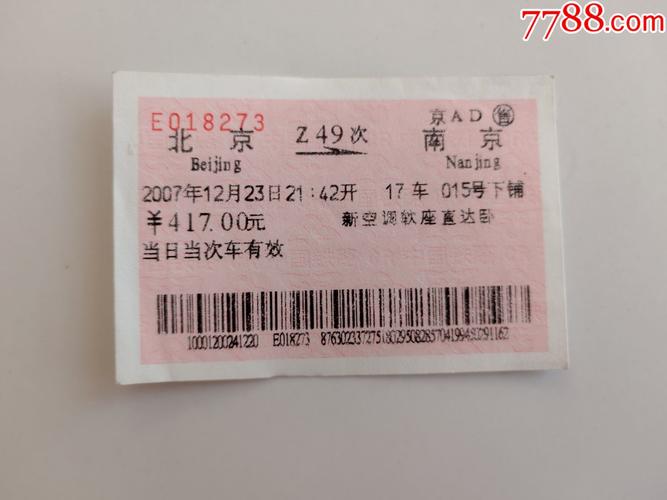 7788.com
E018273
京AD 售
北 京 Z49次 南 京
Beijing Nanjing
2007年12月23日21:42开 17车 015号下铺
¥417.00元 新空调软座直达卧
当日当次车有效
10001200241220 E018273